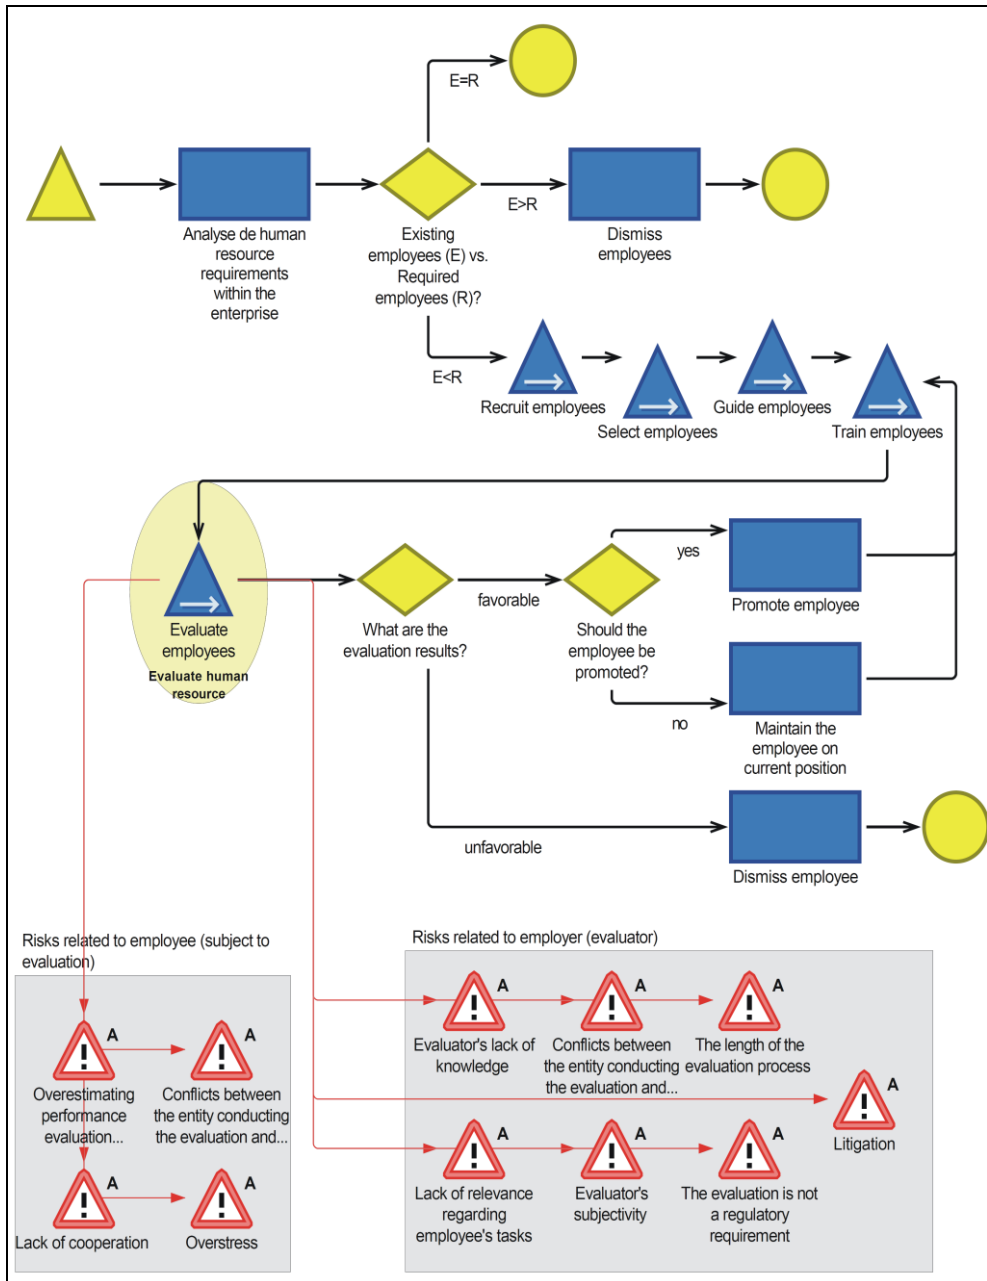 E=R
E>R
Analyse de human
resource
requirements
within the
enterprise
Existing
employees (E) vs.
Required
employees (R)?
Dismiss
employees
E<R
Recruit employees
Select employees
Guide employees
Train employees
Evaluate
employees
Evaluate human
resource
What are the
evaluation results?
favorable
Should the
employee be
promoted?
yes
Promote employee
no
Maintain the
employee on
current position
unfavorable
Dismiss employee
Risks related to employee (subject to
evaluation)
A
Overestimating
performance
evaluation...
A
Conflicts between
the entity conducting
the evaluation and...
A
Lack of cooperation
A
Overstress
Risks related to employer (evaluator)
A
Evaluator's lack of
knowledge
A
Conflicts between
the entity conducting
the evaluation and...
A
The length of the
evaluation process
A
Litigation
A
Lack of relevance
regarding
employee's tasks
A
Evaluator's
subjectivity
A
The evaluation is not
a regulatory
requirement